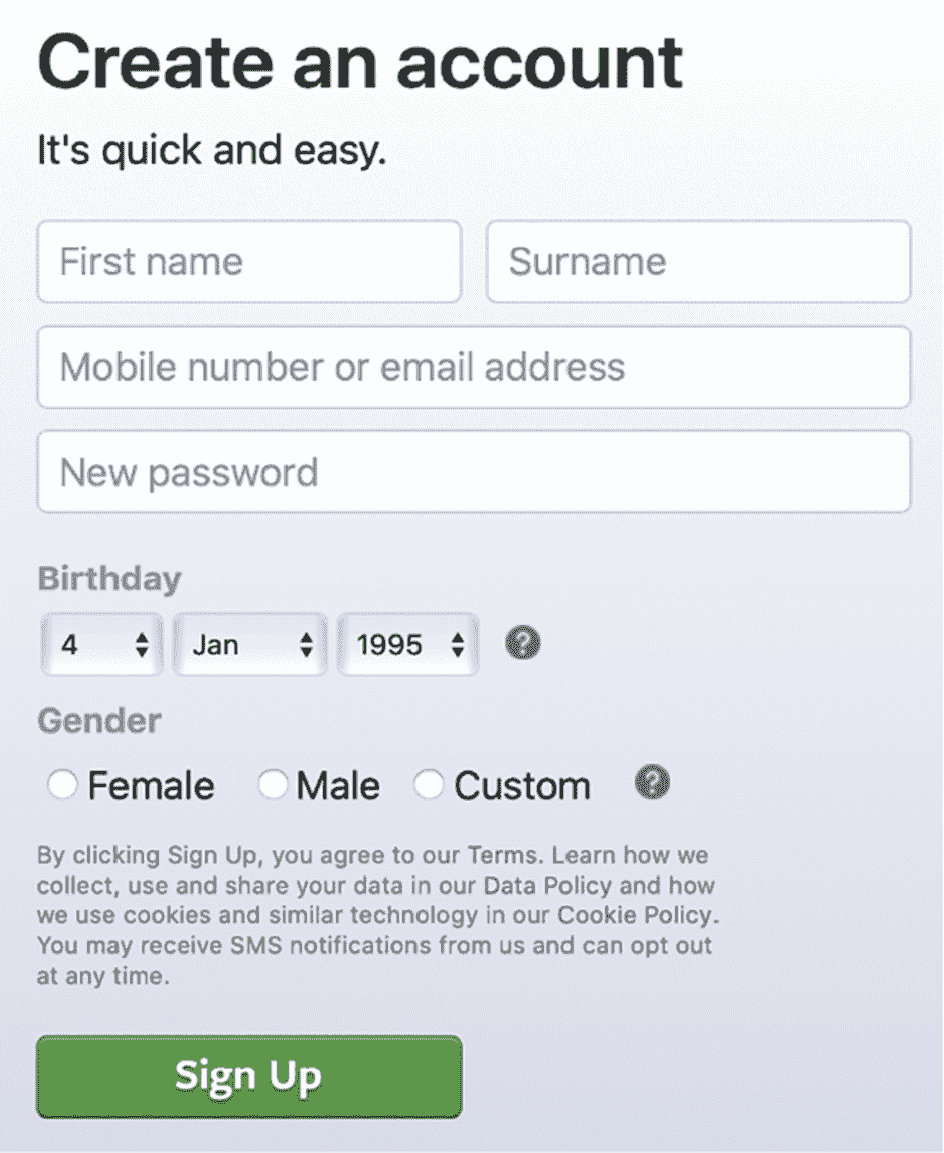 Create an account
It's quick and easy.
First name Surname
Mobile number or email address
New password
Birthday
4 Jan 1995 ?
Gender
Female Male Custom ?
By clicking Sign Up, you agree to our Terms. Learn how we
collect, use and share your data in our Data Policy and how
we use cookies and similar technology in our Cookie Policy.
You may receive SMS notifications from us and can opt out
at any time.
Sign Up